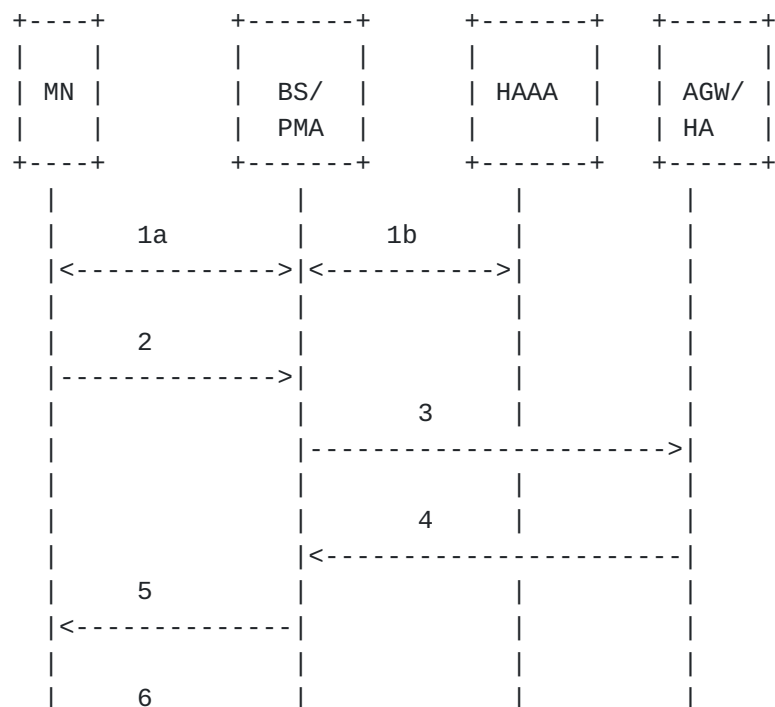 +----+         +-------+       +-------+   +------+
|    |         |       |       |       |   |      |
| MN |         |  BS/  |       | HAAA  |   | AGW/ |
|    |         |  PMA  |       |       |   | HA   |
+----+         +-------+       +-------+   +------+
  |                |              |           |
  |     1a         |     1b       |           |
  |<-------------->|<------------>|           |
  |                |              |           |
  |     2          |              |           |
  |--------------->|              |           |
  |                |       3      |           |
  |                |------------------------->|
  |                |              |           |
  |                |       4      |           |
  |                |<-------------------------|
  |     5          |              |           |
  |<---------------|              |           |
  |                |              |           |
  |     6          |              |           |